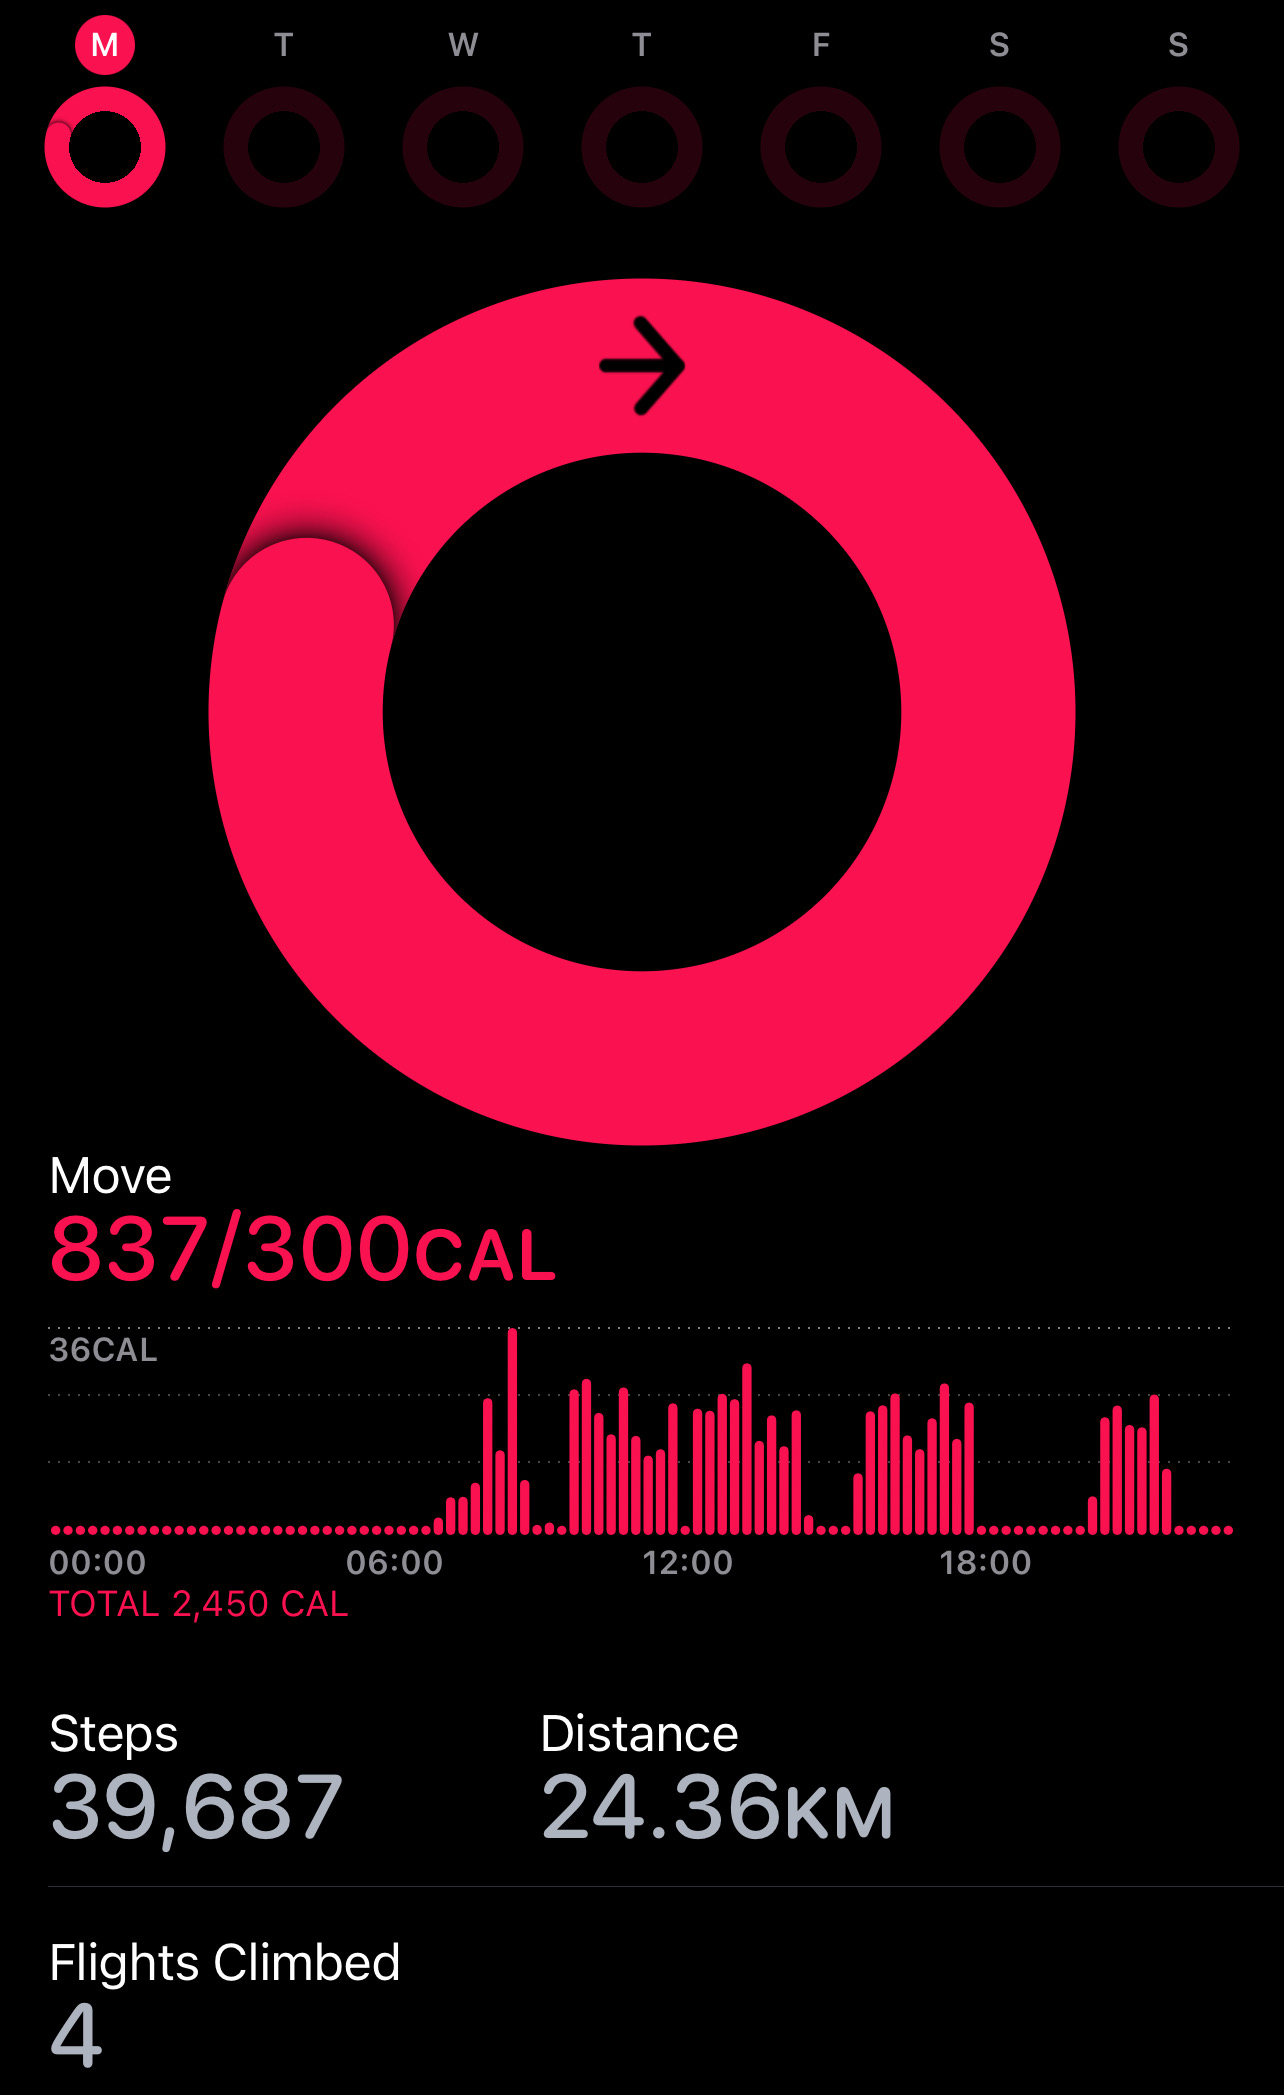 M T W T F S S
Move
837/300CAL
36CAL
00:00 06:00 12:00 18:00
TOTAL 2,450 CAL
Steps Distance
39,687 24.36KM
Flights Climbed
4